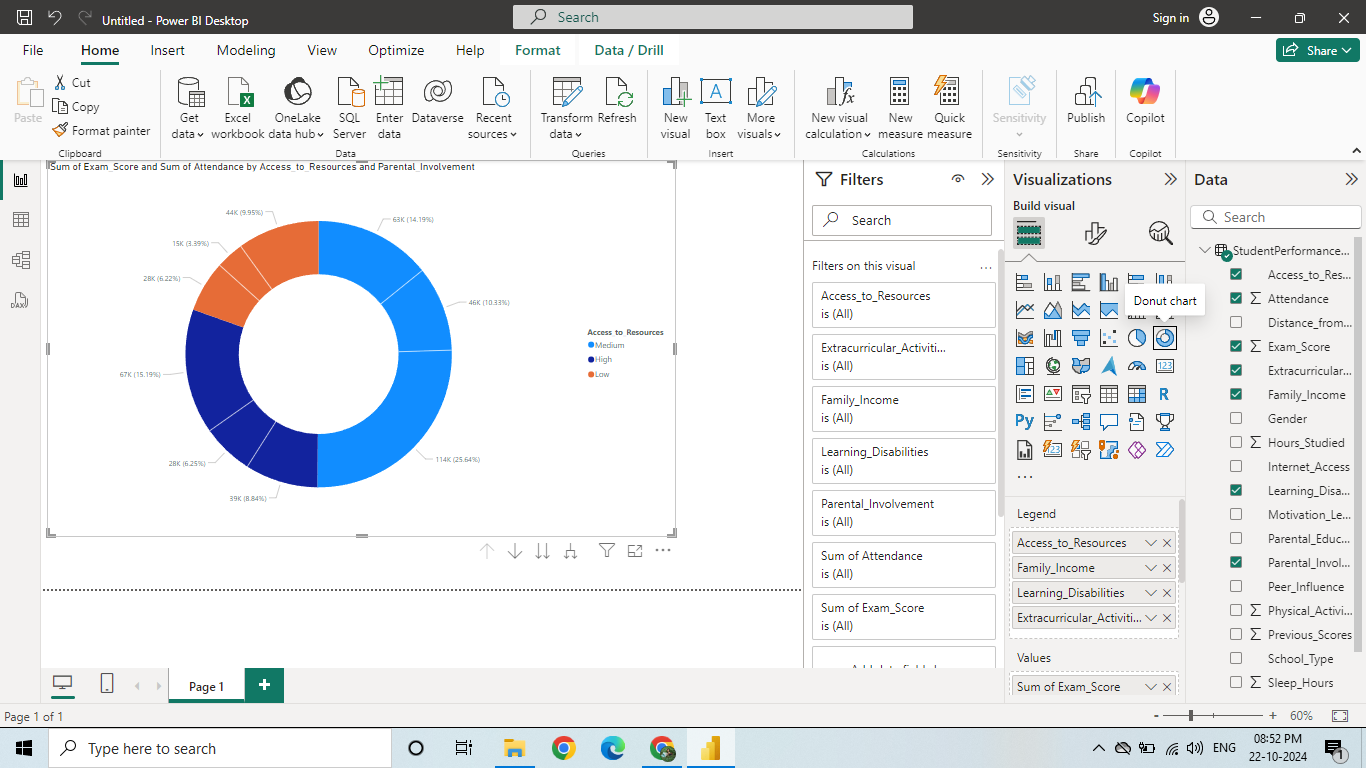 Untitled - Power BI Desktop
Search
Sign in
File
Home
Insert
Modeling
View
Optimize
Help
Format
Data / Drill
Share
Paste
Cut
Copy
Format painter
Clipboard
Get data
Excel workbook
OneLake data hub
SQL Server
Enter data
Dataverse
Recent sources
Data
Transform data
Refresh
Queries
New visual
Text box
More visuals
Insert
New visual calculation
New measure
Quick measure
Calculations
Sensitivity
Sensitivity
Publish
Share
Copilot
Copilot
Sum of Exam_Score and Sum of Attendance by Access_to_Resources and Parental_Involvement
44K (9.95%)
63K (14.19%)
15K (3.39%)
28K (6.22%)
46K (10.33%)
67K (15.19%)
28K (6.25%)
39K (8.84%)
114K (25.64%)
Access_to_Resources
Medium
High
Low
Filters
Search
Filters on this visual
Access_to_Resources
is (All)
Extracurricular_Activiti...
is (All)
Family_Income
is (All)
Learning_Disabilities
is (All)
Parental_Involvement
is (All)
Sum of Attendance
is (All)
Sum of Exam_Score
is (All)
Visualizations
Build visual
Donut chart
123
R
Py
123
Legend
Access_to_Resources
Family_Income
Learning_Disabilities
Extracurricular_Activiti...
Values
Sum of Exam_Score
Data
Search
StudentPerformance...
Access_to_Res...
Attendance
Distance_from...
Exam_Score
Extracurricular...
Family_Income
Gender
Hours_Studied
Internet_Access
Learning_Disa...
Motivation_Le...
Parental_Educ...
Parental_Invol...
Peer_Influence
Physical_Activi...
Previous_Scores
School_Type
Sleep_Hours
DAX
Page 1
Page 1 of 1
- + 60%
Type here to search
ENG
08:52 PM
22-10-2024
1